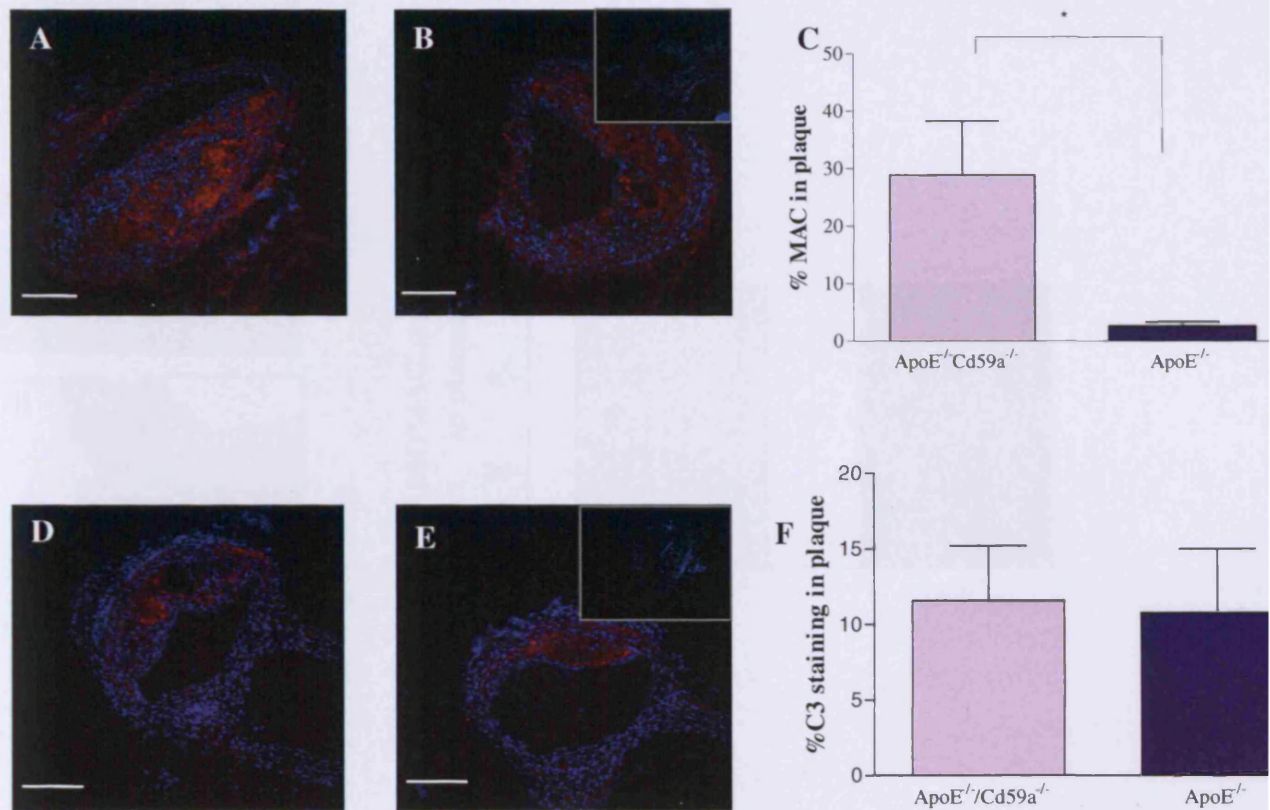 A
B
C
*
50
40
30
20
10
0
% MAC in plaque
ApoE-/-Cd59a-/-
ApoE-/-
D
E
F
20
15
10
5
0
%C3 staining in plaque
ApoE-/-/Cd59a-/-
ApoE-/-